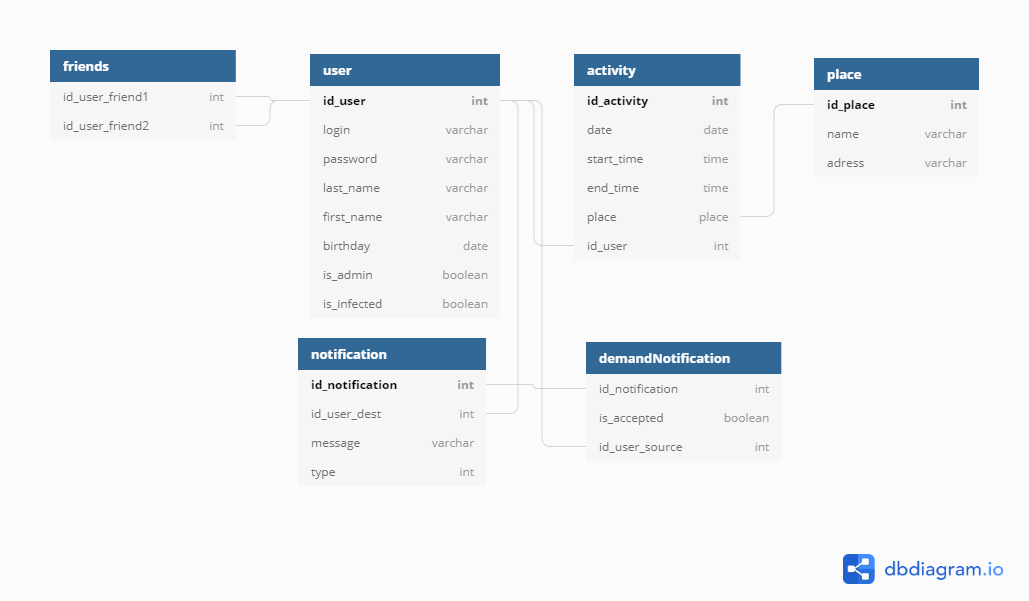 friends
id_user_friend1 int
id_user_friend2 int
user
id_user int
login varchar
password varchar
last_name varchar
first_name varchar
birthday date
is_admin boolean
is_infected boolean
activity
id_activity int
date date
start_time time
end_time time
place place
id_user int
place
id_place int
name varchar
adress varchar
notification
id_notification int
id_user_dest int
message varchar
type int
demandNotification
id_notification int
is_accepted boolean
id_user_source int
dbdiagram.io